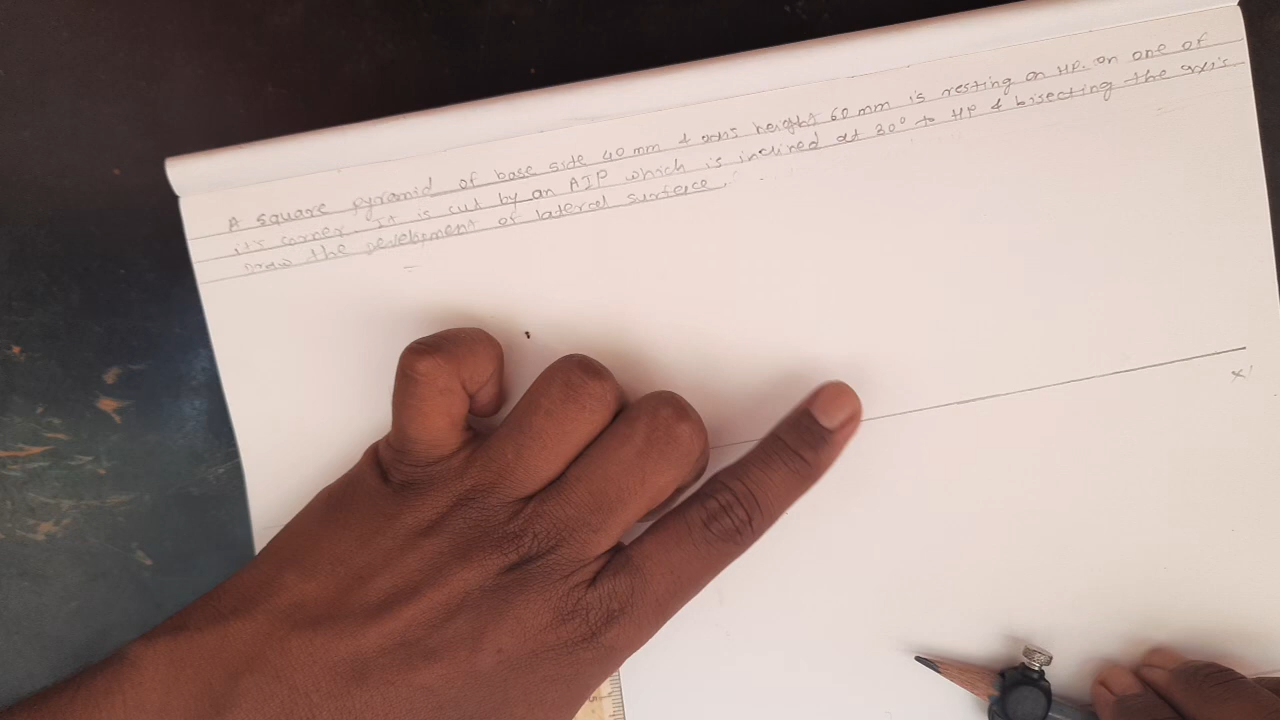 A square pyramid of base side 40 mm & axis height 60 mm is resting on HP. on one of
its corner. It is cut by an AIP which is inclined at 30° to HP & bisecting the axis
Draw the development of lateral surface.
X1